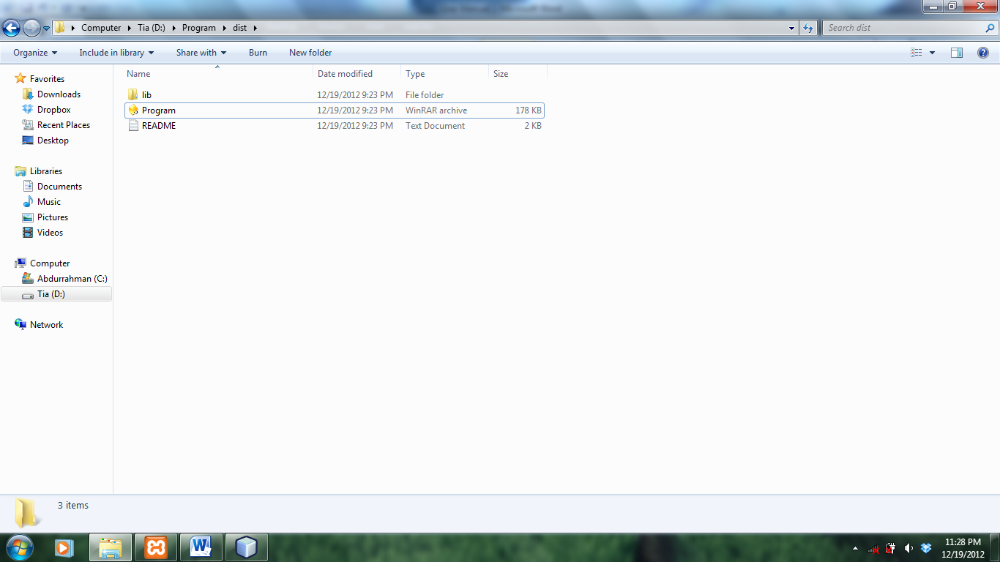 Computer Tia (D:) Program dist
Search dist
Organize Include in library Share with Burn New folder
Name Date modified Type Size
lib 12/19/2012 9:23 PM File folder
Program 12/19/2012 9:23 PM WinRAR archive 178 KB
README 12/19/2012 9:23 PM Text Document 2 KB
Favorites
Downloads
Dropbox
Recent Places
Desktop
Libraries
Documents
Music
Pictures
Videos
Computer
Abdurrahman (C:)
Tia (D:)
Network
3 items
11:28 PM
12/19/2012